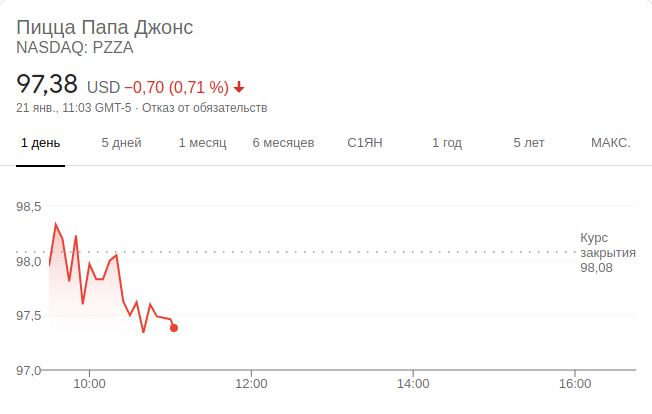 Пицца Папа Джонс
NASDAQ: PZZA
97,38 USD −0,70 (0,71 %)
21 янв., 11:03 GMT-5 · Отказ от обязательств
1 день 5 дней 1 месяц 6 месяцев С1ЯН 1 год 5 лет МАКС.
98,5
98,0
97,5
97,0
Курс
закрытия
98,08
10:00 12:00 14:00 16:00